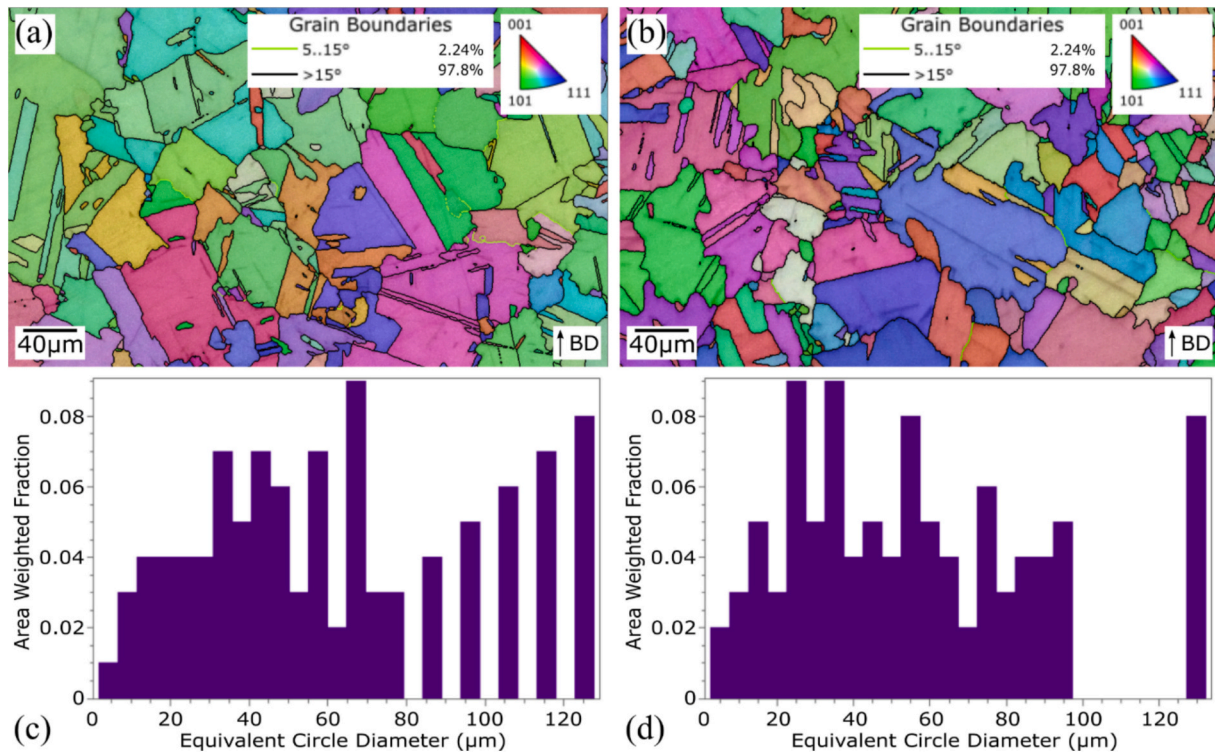 (a)
Grain Boundaries
5..15° 2.24%
>15° 97.8%
001
101 111
40μm
↑ BD
(b)
Grain Boundaries
5..15° 2.24%
>15° 97.8%
001
101 111
40μm
↑ BD
Area Weighted Fraction
0.08
0.06
0.04
0.02
0
0 20 40 60 80 100 120
Equivalent Circle Diameter (μm)
(c)
Area Weighted Fraction
0.08
0.06
0.04
0.02
0
0 20 40 60 80 100 120
Equivalent Circle Diameter (μm)
(d)